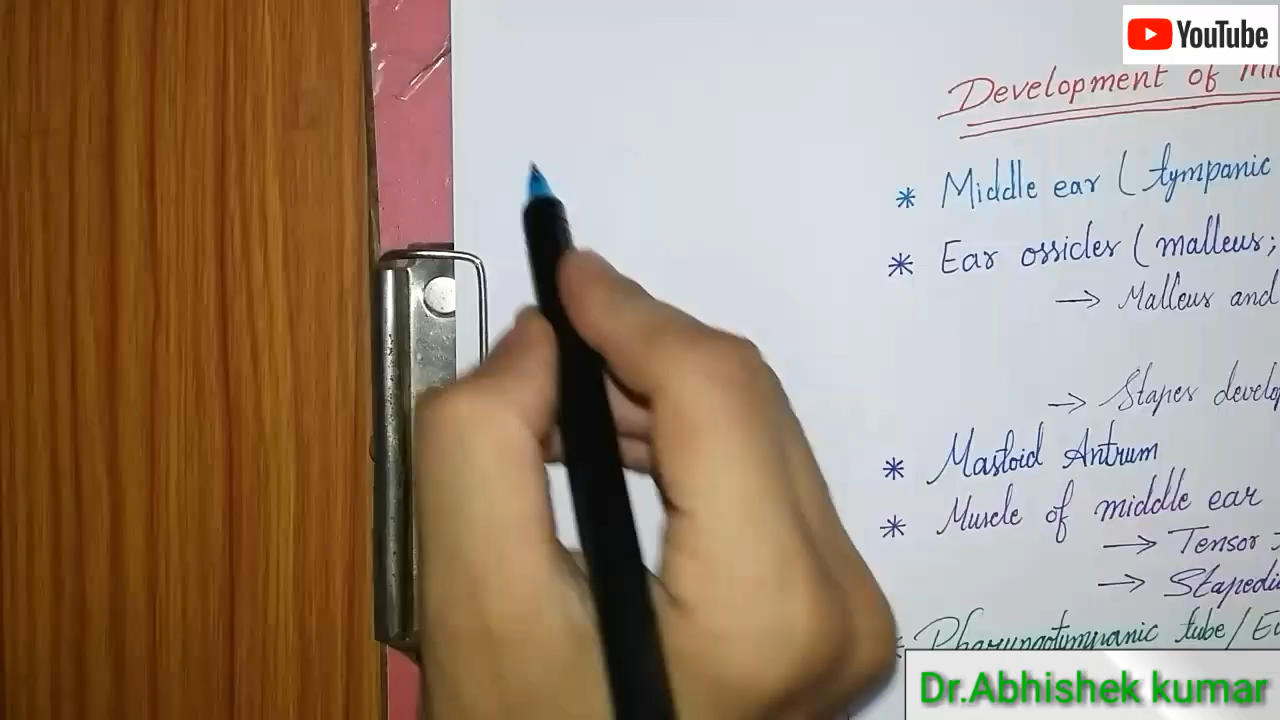 YouTube
Development of Mi
* Middle ear ( tympanic
* Ear ossicles ( malleus;
→ Malleus and
→ Stapes develop
* Mastoid Antrum
* Muscle of middle ear
→ Tensor
→ Stapedi
* Pharyngotympanic tube/ Eu
Dr.Abhishek kumar